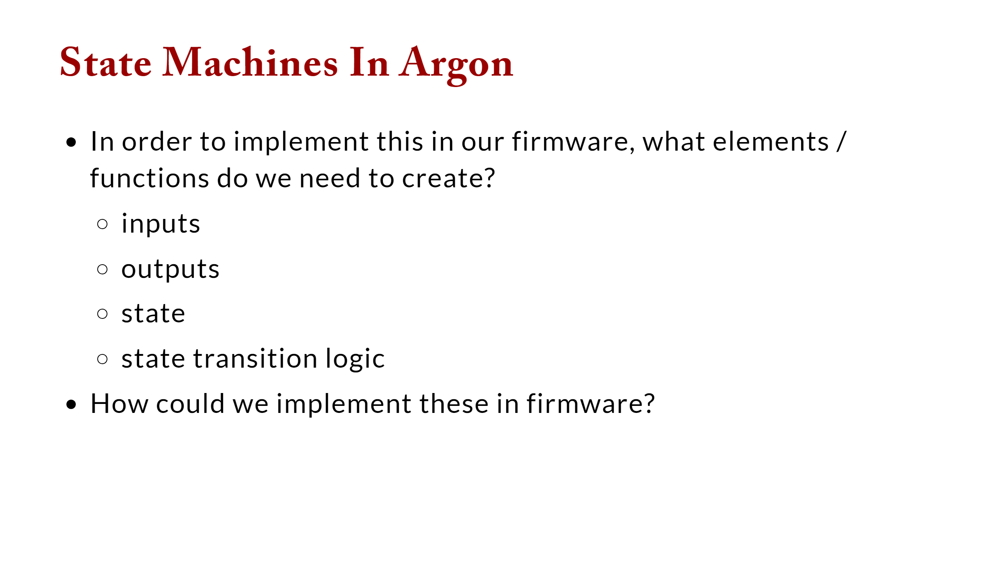 State Machines In Argon
In order to implement this in our firmware, what elements /
functions do we need to create?
inputs
outputs
state
state transition logic
How could we implement these in firmware?